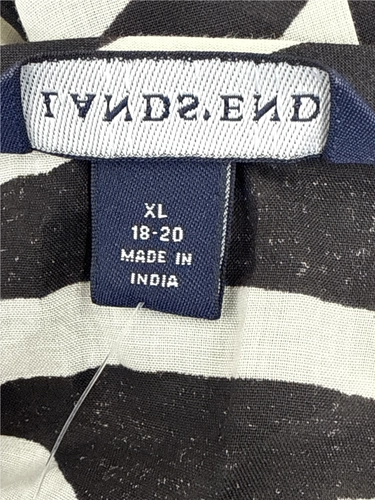 LANDS'END
XL
18-20
MADE IN
INDIA